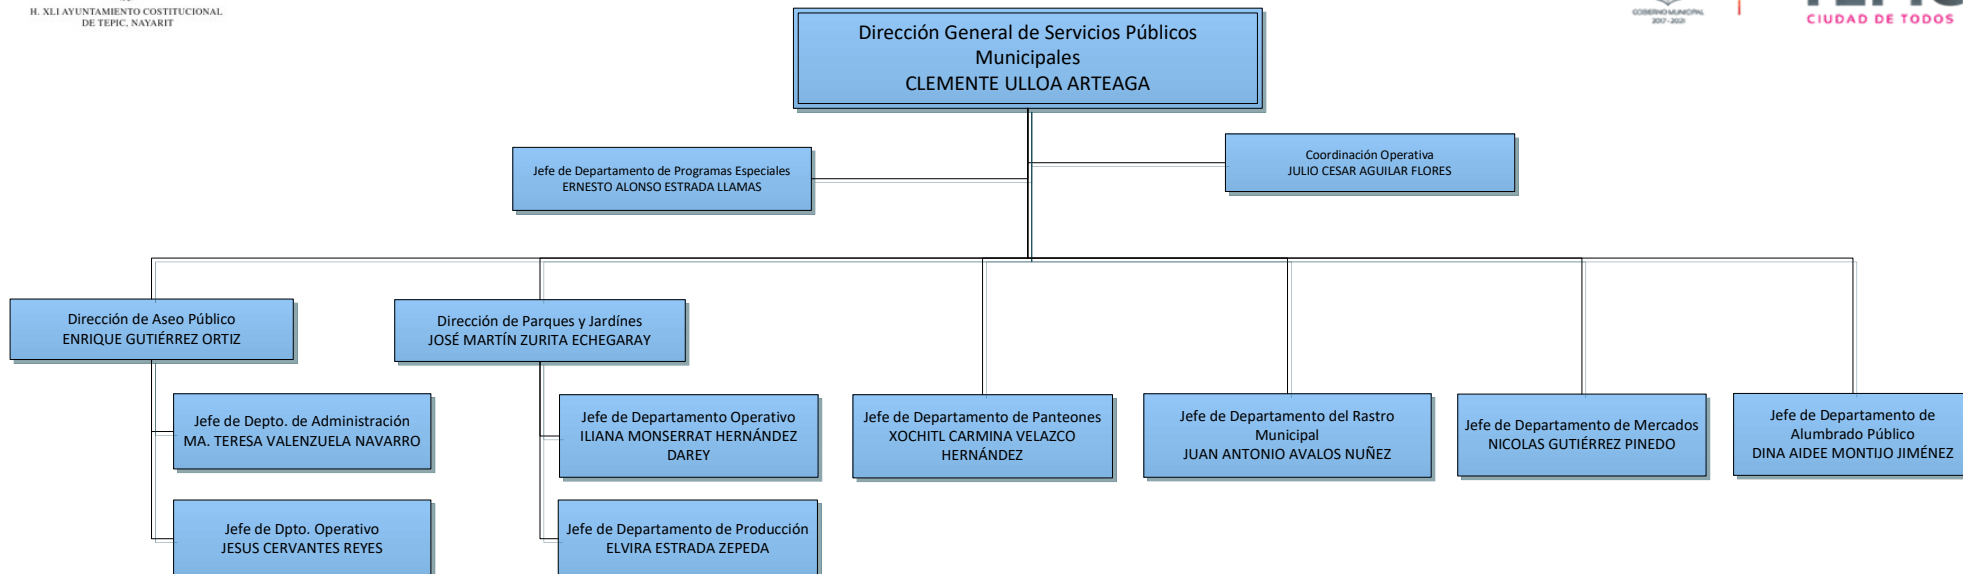 H. XLI AYUNTAMIENTO COSTITUCIONAL
DE TEPIC, NAYARIT
GOBIERNO MUNICIPAL
2017 - 2021
CIUDAD DE TODOS
Dirección General de Servicios Públicos
Municipales
CLEMENTE ULLOA ARTEAGA
Jefe de Departamento de Programas Especiales
ERNESTO ALONSO ESTRADA LLAMAS
Coordinación Operativa
JULIO CESAR AGUILAR FLORES
Dirección de Aseo Público
ENRIQUE GUTIÉRREZ ORTIZ
Dirección de Parques y Jardínes
JOSÉ MARTÍN ZURITA ECHEGARAY
Jefe de Depto. de Administración
MA. TERESA VALENZUELA NAVARRO
Jefe de Departamento Operativo
ILIANA MONSERRAT HERNÁNDEZ
DAREY
Jefe de Departamento de Panteones
XOCHITL CARMINA VELAZCO
HERNÁNDEZ
Jefe de Departamento del Rastro
Municipal
JUAN ANTONIO AVALOS NUÑEZ
Jefe de Departamento de Mercados
NICOLAS GUTIÉRREZ PINEDO
Jefe de Departamento de
Alumbrado Público
DINA AIDEE MONTIJO JIMÉNEZ
Jefe de Dpto. Operativo
JESUS CERVANTES REYES
Jefe de Departamento de Producción
ELVIRA ESTRADA ZEPEDA